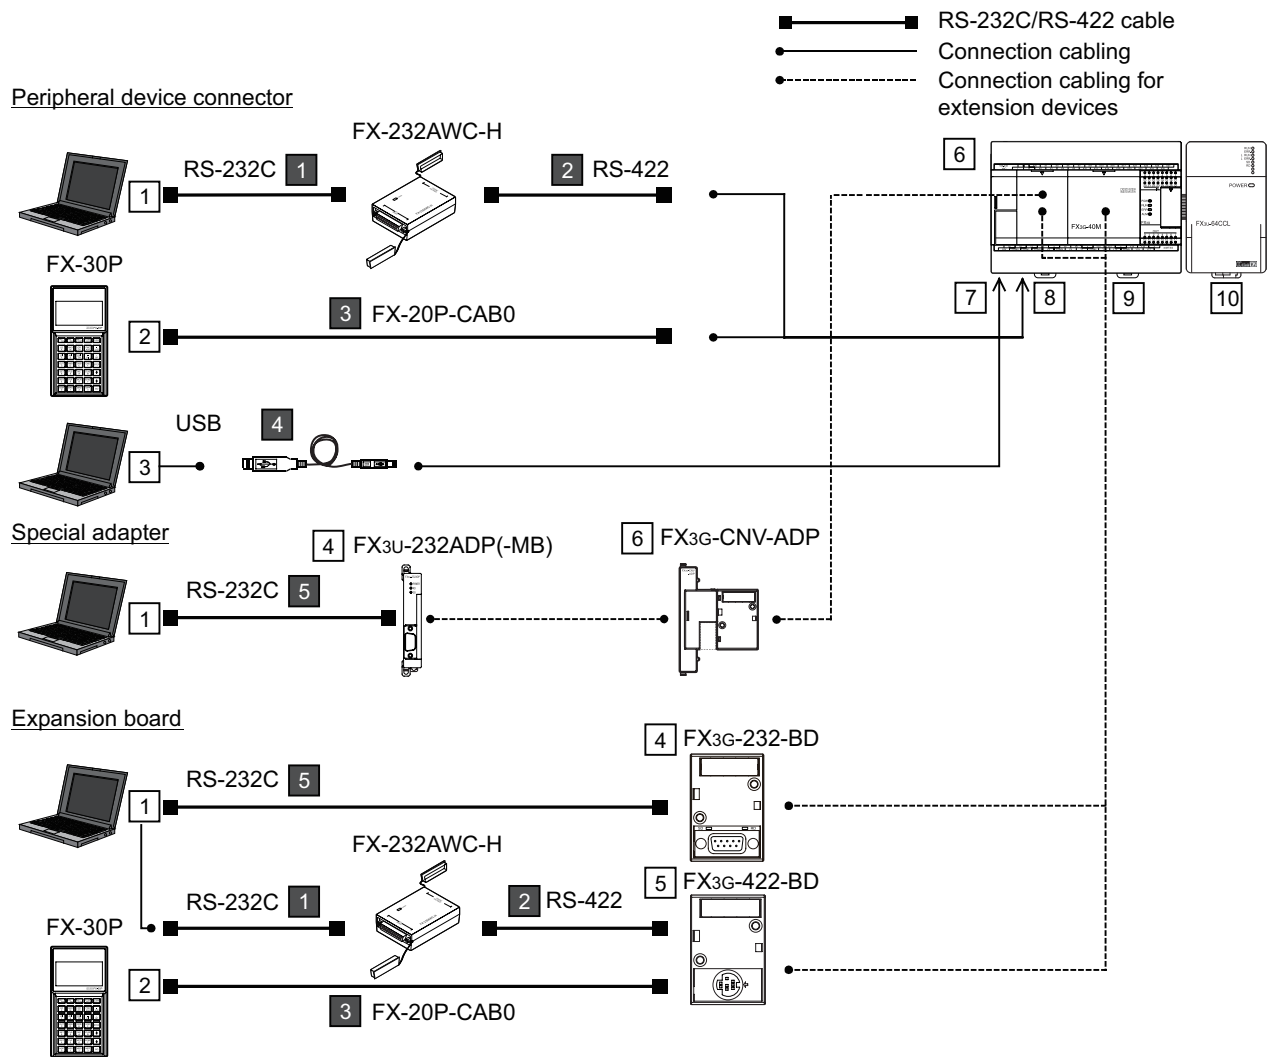 RS-232C/RS-422 cable
Connection cabling
Connection cabling for
extension devices
Peripheral device connector
FX-232AWC-H
1
RS-232C 1
2 RS-422
6
POWER
FX3G-40M
FX3U-64CCL
7
8
9
10
FX-30P
2
3 FX-20P-CAB0
USB
4
3
Special adapter
4 FX3U-232ADP(-MB)
6 FX3G-CNV-ADP
RS-232C 5
1
Expansion board
4 FX3G-232-BD
RS-232C 5
1
FX-232AWC-H
5 FX3G-422-BD
RS-232C 1
2 RS-422
FX-30P
2
3 FX-20P-CAB0